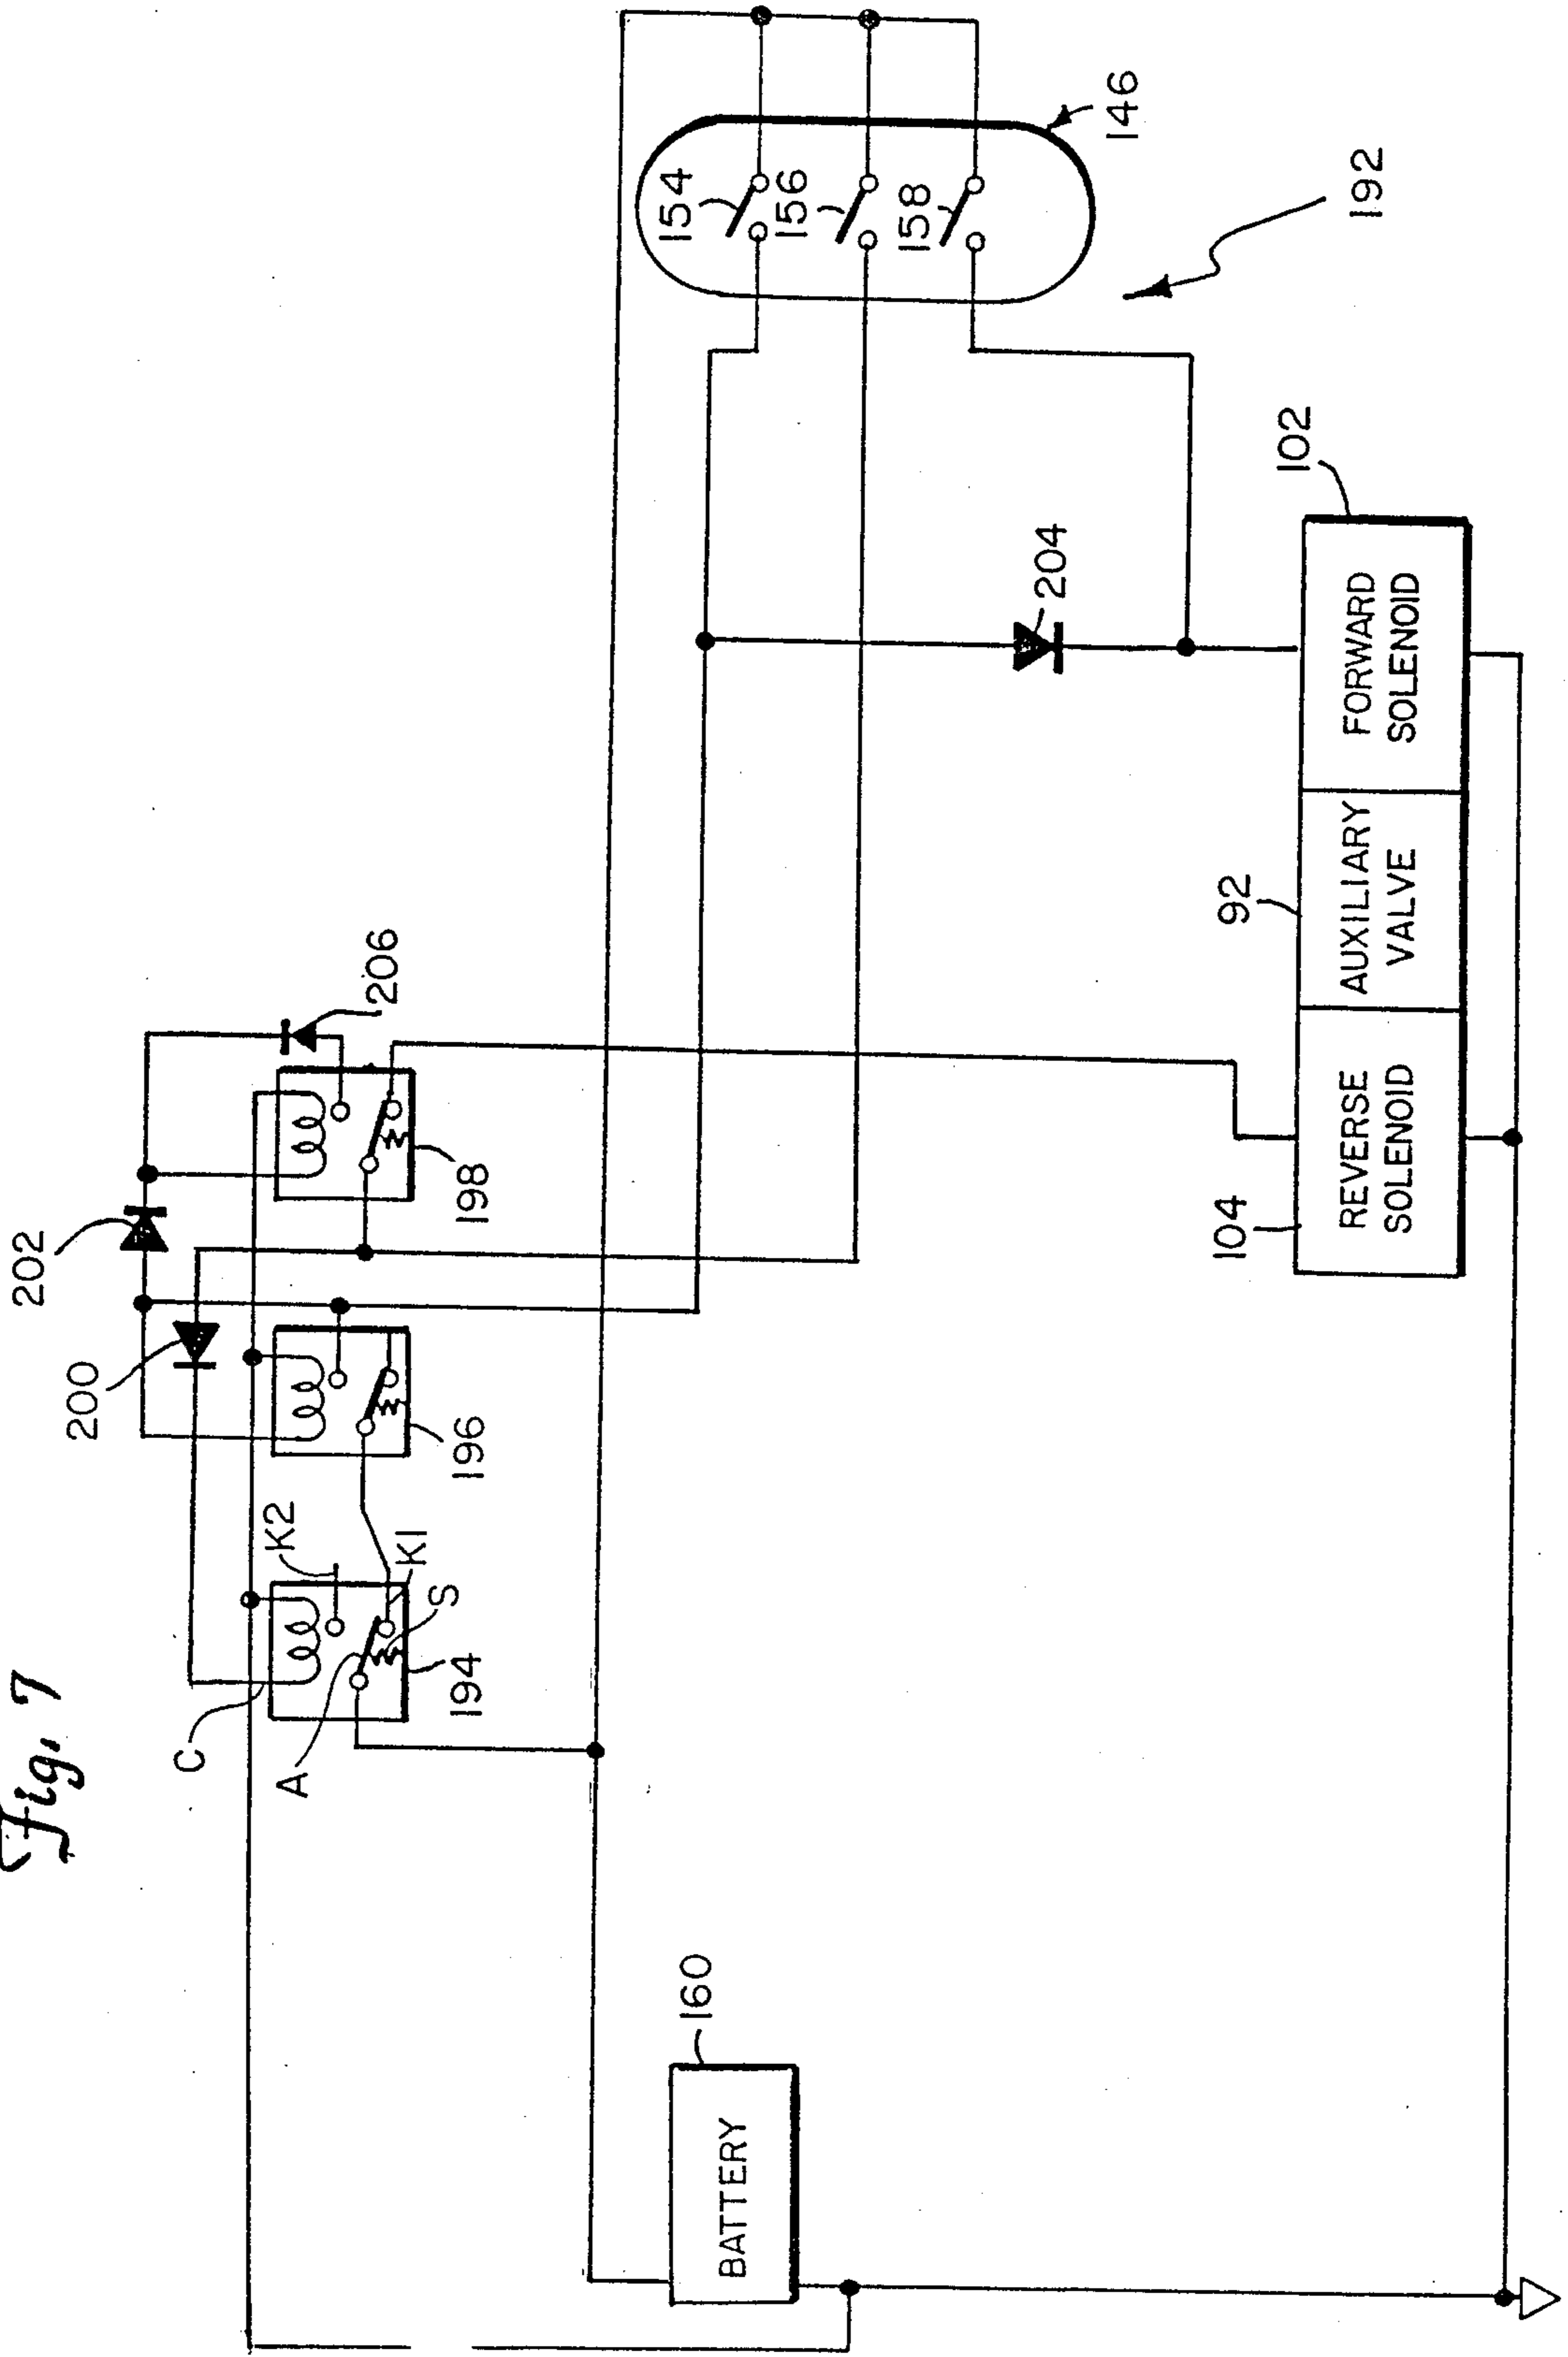 Fig. 7
202
200
206
C
K2
A
K1
S
194
196
198
154
156
158
146
192
204
160
BATTERY
102
92
104
REVERSE
SOLENOID
AUXILIARY
VALVE
FORWARD
SOLENOID